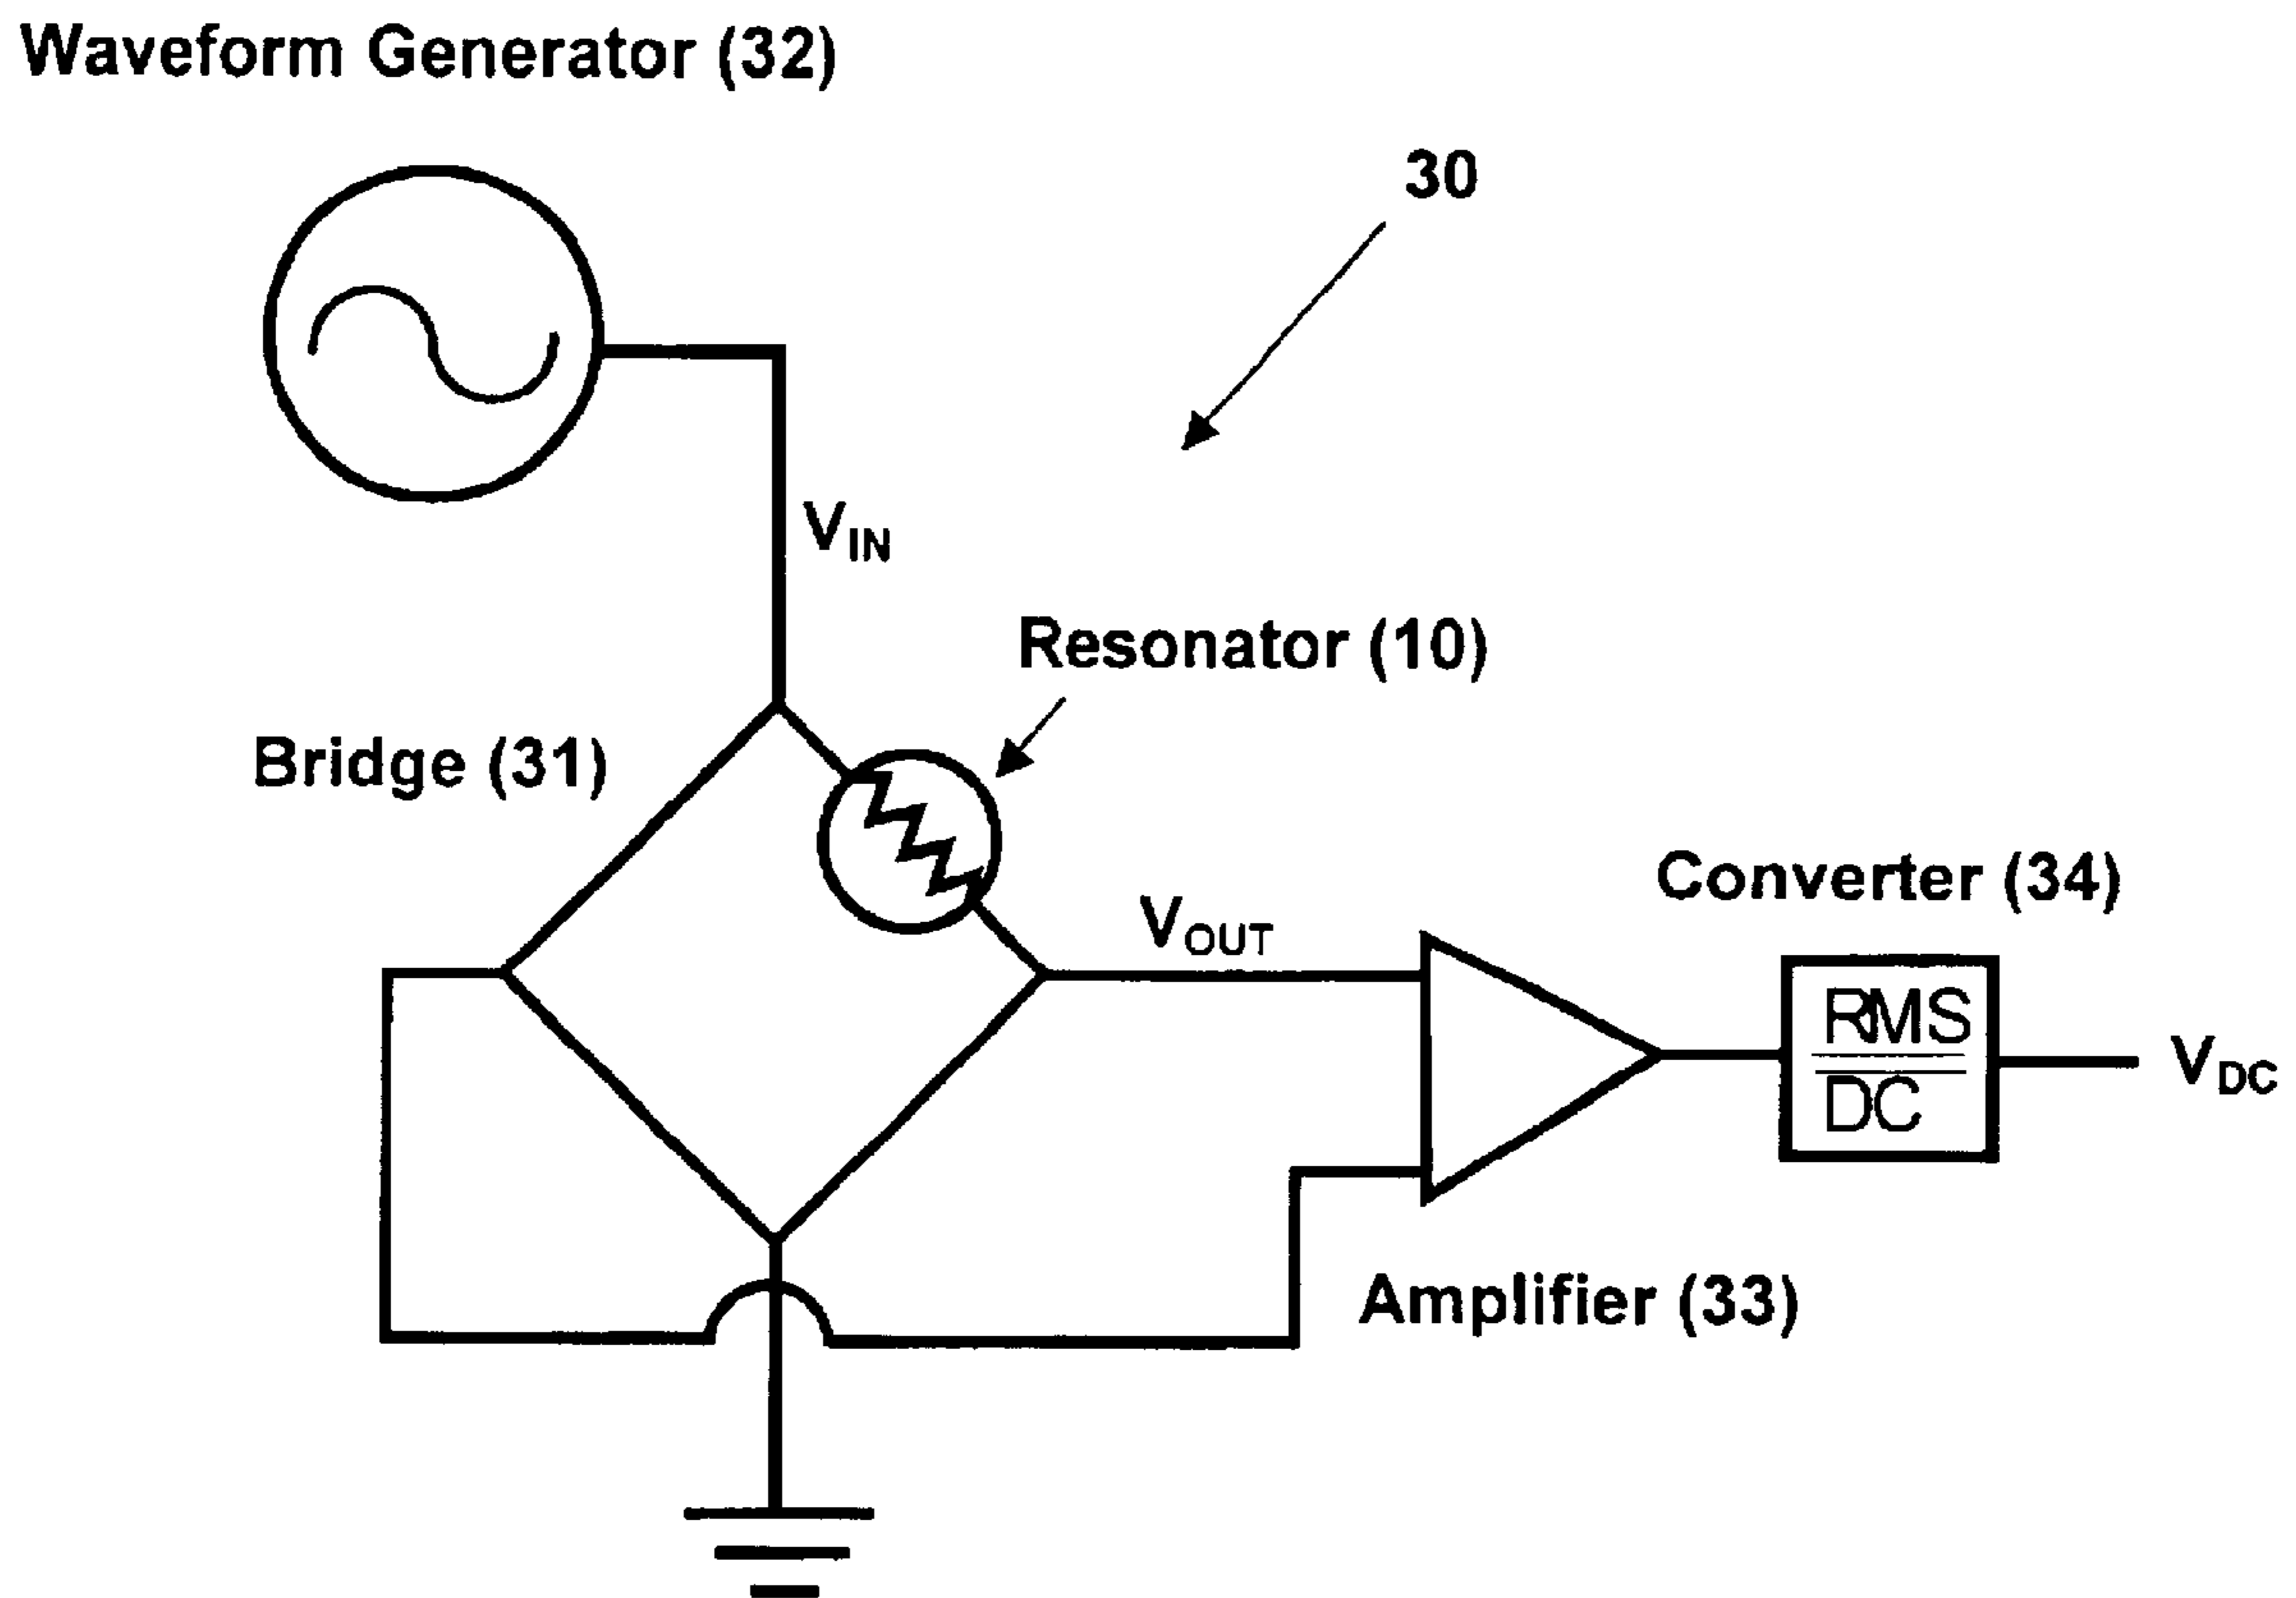 Waveform Generator (32)
30
VIN
Resonator (10)
Bridge (31)
Converter (34)
VOUT
RMS
DC
VDC
Amplifier (33)